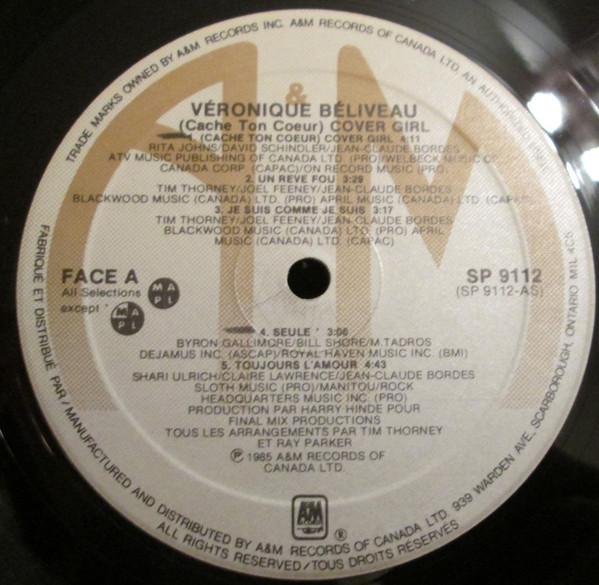 TRADE MARKS OWNED BY A&M RECORDS INC. A&M RECORDS OF CANADA LTD. AN AUTHORIZED USER
&
VÉRONIQUE BÉLIVEAU
(Cache Ton Coeur) COVER GIRL
1. (CACHE TON COEUR) COVER GIRL 4:11
RITA JOHNS/DAVID SCHINDLER/JEAN-CLAUDE BORDES
ATV MUSIC PUBLISHING OF CANADA LTD. (PRO)/WELBECK MUSIC OF
CANADA CORP. (CAPAC)/ON RECORD MUSIC (PRO)
2. UN REVE FOU 3:29
TIM THORNEY/JOEL FEENEY/JEAN-CLAUDE BORDES
BLACKWOOD MUSIC (CANADA) LTD. (PRO) APRIL MUSIC (CANADA) LTD. (CAPAC)
3. JE SUIS COMME JE SUIS 3:17
TIM THORNEY/JOEL FEENEY/JEAN-CLAUDE BORDES
BLACKWOOD MUSIC (CANADA) LTD. (PRO) APRIL
MUSIC (CANADA) LTD. (CAPAC)
FACE A
All Selections
except *
MAPL
MAPL
SP 9112
(SP 9112-AS)
4. SEULE * 3:06
BYRON GALLIMORE/BILL SHORE/M.TADROS
DEJAMUS INC. (ASCAP)/ROYAL HAVEN MUSIC INC. (BMI)
5. TOUJOURS L'AMOUR 4:43
SHARI ULRICH/CLAIRE LAWRENCE/JEAN-CLAUDE BORDES
SLOTH MUSIC (PRO)/MANITOU/ROCK
HEADQUARTERS MUSIC INC. (PRO)
PRODUCTION PAR HARRY HINDE POUR
FINAL MIX PRODUCTIONS
TOUS LES ARRANGEMENTS PAR TIM THORNEY
ET RAY PARKER
℗ 1985 A&M RECORDS OF
CANADA LTD.
A&M RECORDS ®
FABRIQUÉ ET DISTRIBUÉ PAR / MANUFACTURED AND DISTRIBUTED BY A&M RECORDS OF CANADA LTD. 939 WARDEN AVE, SCARBOROUGH, ONTARIO M1L 4C5
ALL RIGHTS RESERVED/TOUS DROITS RÉSERVÉS